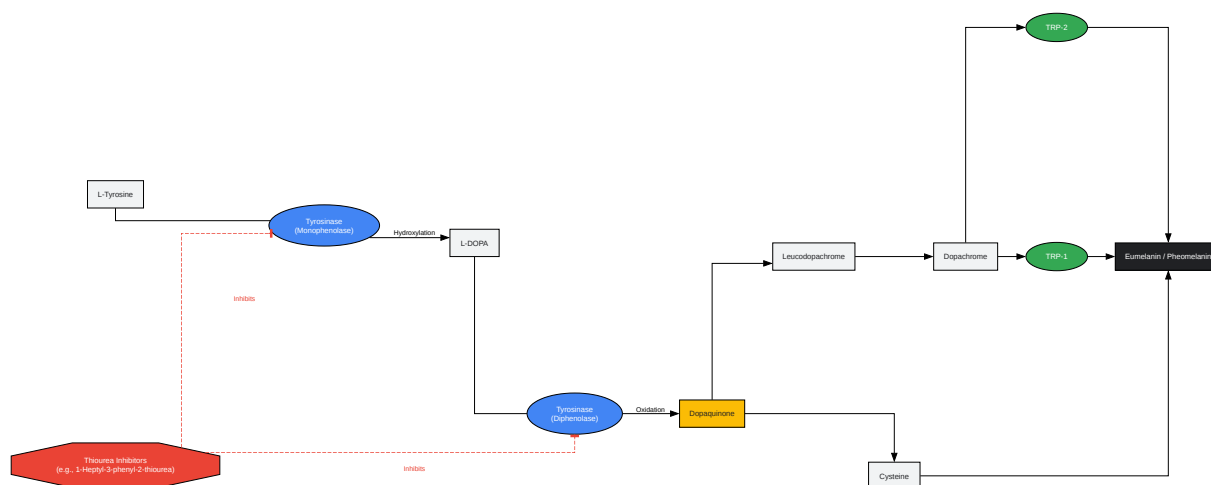 TRP-2
L-Tyrosine
Tyrosinase
(Monophenolase)
Hydroxylation
L-DOPA
Leucodopachrome
Dopachrome
TRP-1
Eumelanin / Pheomelanin
Inhibits
Tyrosinase
(Diphenolase)
Oxidation
Dopaquinone
Thiourea Inhibitors
(e.g., 1-Heptyl-3-phenyl-2-thiourea)
Inhibits
Cysteine